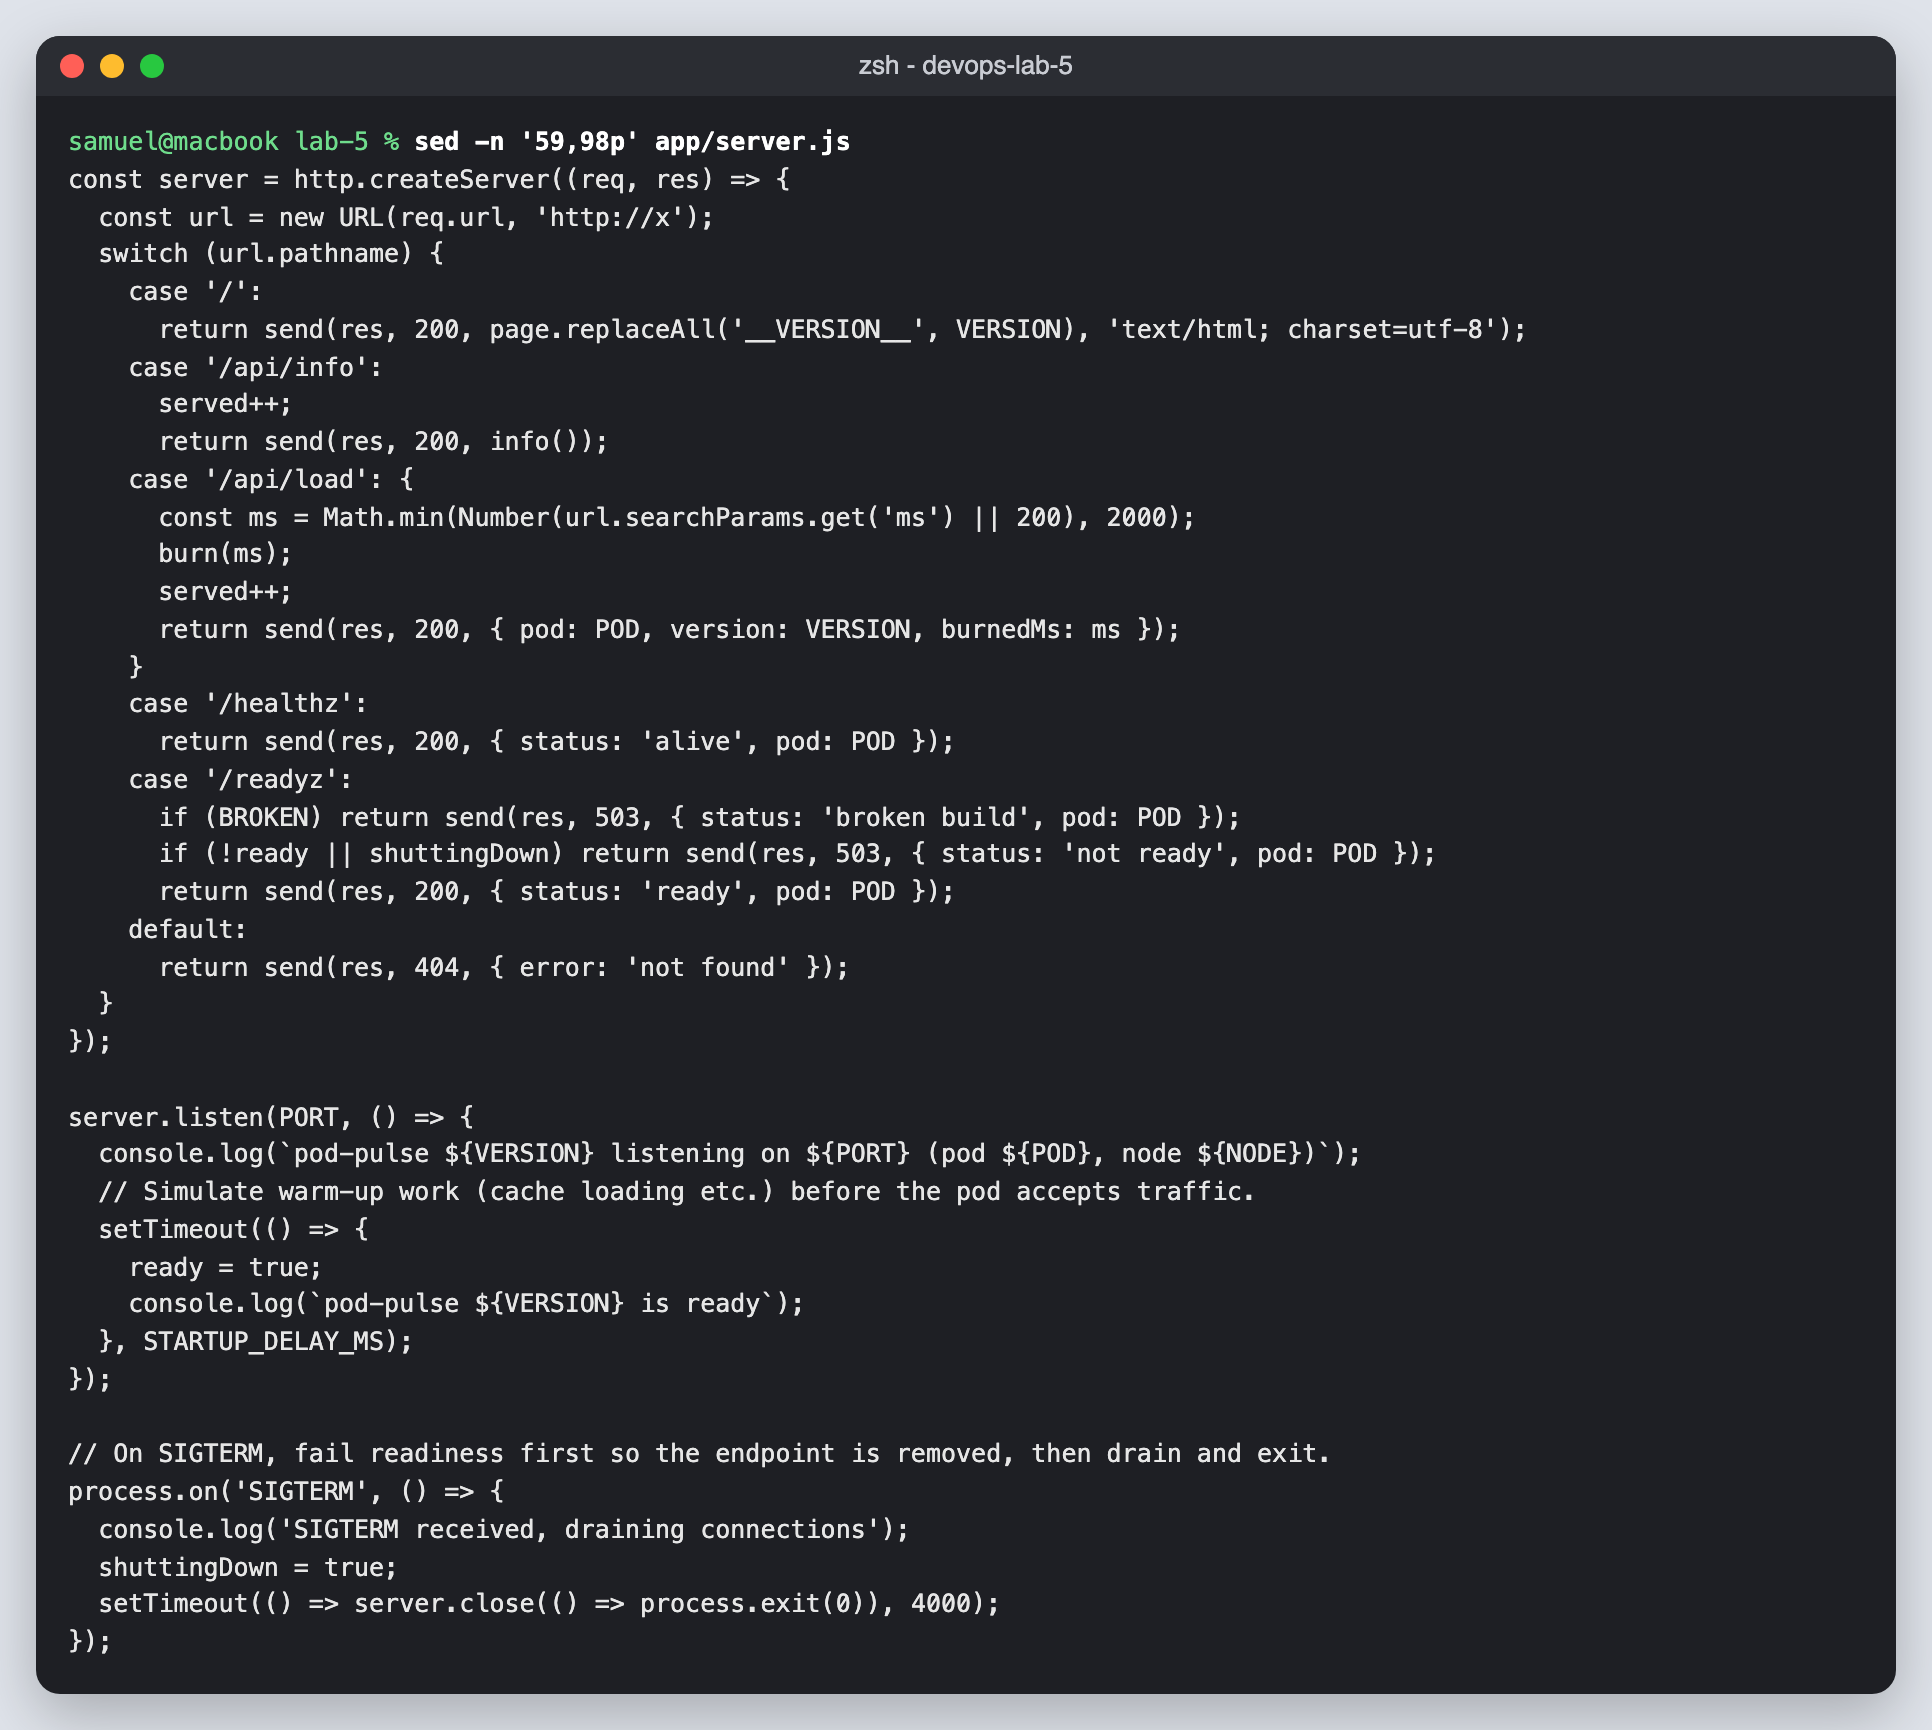 zsh - devops-lab-5
samuel@macbook lab-5 % sed -n '59,98p' app/server.js
const server = http.createServer((req, res) => {
  const url = new URL(req.url, 'http://x');
  switch (url.pathname) {
    case '/':
      return send(res, 200, page.replaceAll('__VERSION__', VERSION), 'text/html; charset=utf-8');
    case '/api/info':
      served++;
      return send(res, 200, info());
    case '/api/load': {
      const ms = Math.min(Number(url.searchParams.get('ms') || 200), 2000);
      burn(ms);
      served++;
      return send(res, 200, { pod: POD, version: VERSION, burnedMs: ms });
    }
    case '/healthz':
      return send(res, 200, { status: 'alive', pod: POD });
    case '/readyz':
      if (BROKEN) return send(res, 503, { status: 'broken build', pod: POD });
      if (!ready || shuttingDown) return send(res, 503, { status: 'not ready', pod: POD });
      return send(res, 200, { status: 'ready', pod: POD });
    default:
      return send(res, 404, { error: 'not found' });
  }
});

server.listen(PORT, () => {
  console.log(`pod-pulse ${VERSION} listening on ${PORT} (pod ${POD}, node ${NODE})`);
  // Simulate warm-up work (cache loading etc.) before the pod accepts traffic.
  setTimeout(() => {
    ready = true;
    console.log(`pod-pulse ${VERSION} is ready`);
  }, STARTUP_DELAY_MS);
});

// On SIGTERM, fail readiness first so the endpoint is removed, then drain and exit.
process.on('SIGTERM', () => {
  console.log('SIGTERM received, draining connections');
  shuttingDown = true;
  setTimeout(() => server.close(() => process.exit(0)), 4000);
});